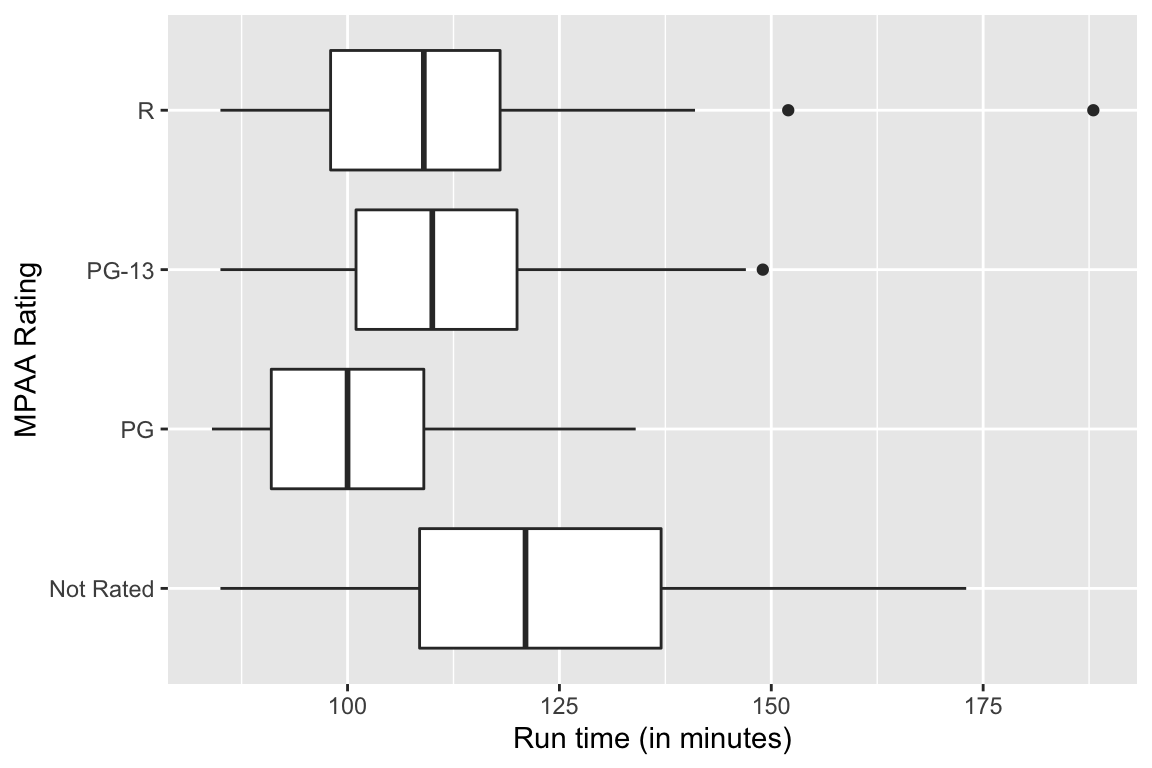 R
PG-13
PG
Not Rated
MPAA Rating
100 125 150 175
Run time (in minutes)